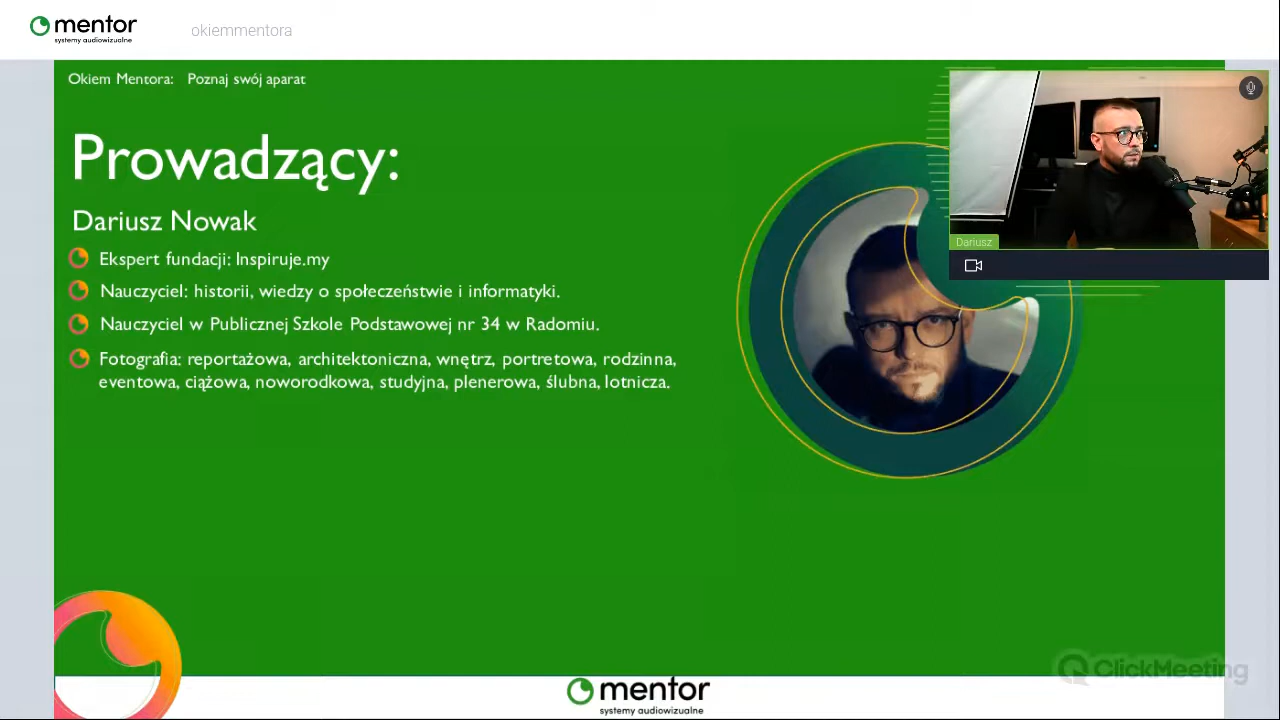 mentor
systemy audiowizualne
okiemmentora
Okiem Mentora: Poznaj swój aparat
Prowadzący:
Dariusz Nowak
Ekspert fundacji: Inspiruje.my
Nauczyciel: historii, wiedzy o społeczeństwie i informatyki.
Nauczyciel w Publicznej Szkole Podstawowej nr 34 w Radomiu.
Fotografia: reportażowa, architektoniczna, wnętrz, portretowa, rodzinna,
eventowa, ciążowa, noworodkowa, studyjna, plenerowa, ślubna, lotnicza.
Dariusz
ClickMeeting
mentor
systemy audiowizualne